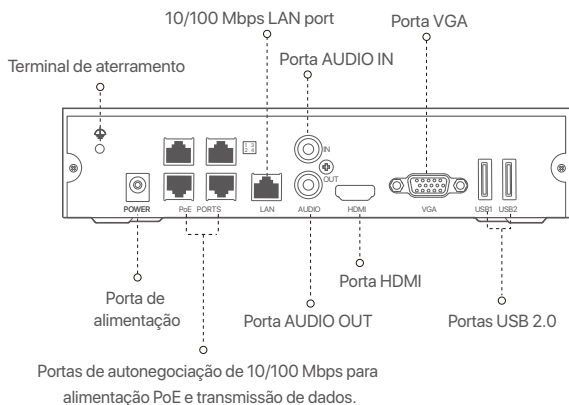 10/100 Mbps LAN port
Porta VGA
Porta AUDIO IN
Terminal de aterramento
IN
OUT
POWER
PoE PORTS
LAN
AUDIO
HDMI
VGA
USB1
USB2
Porta HDMI
Porta de
alimentação
Porta AUDIO OUT
Portas USB 2.0
Portas de autonegociação de 10/100 Mbps para
alimentação PoE e transmissão de dados.